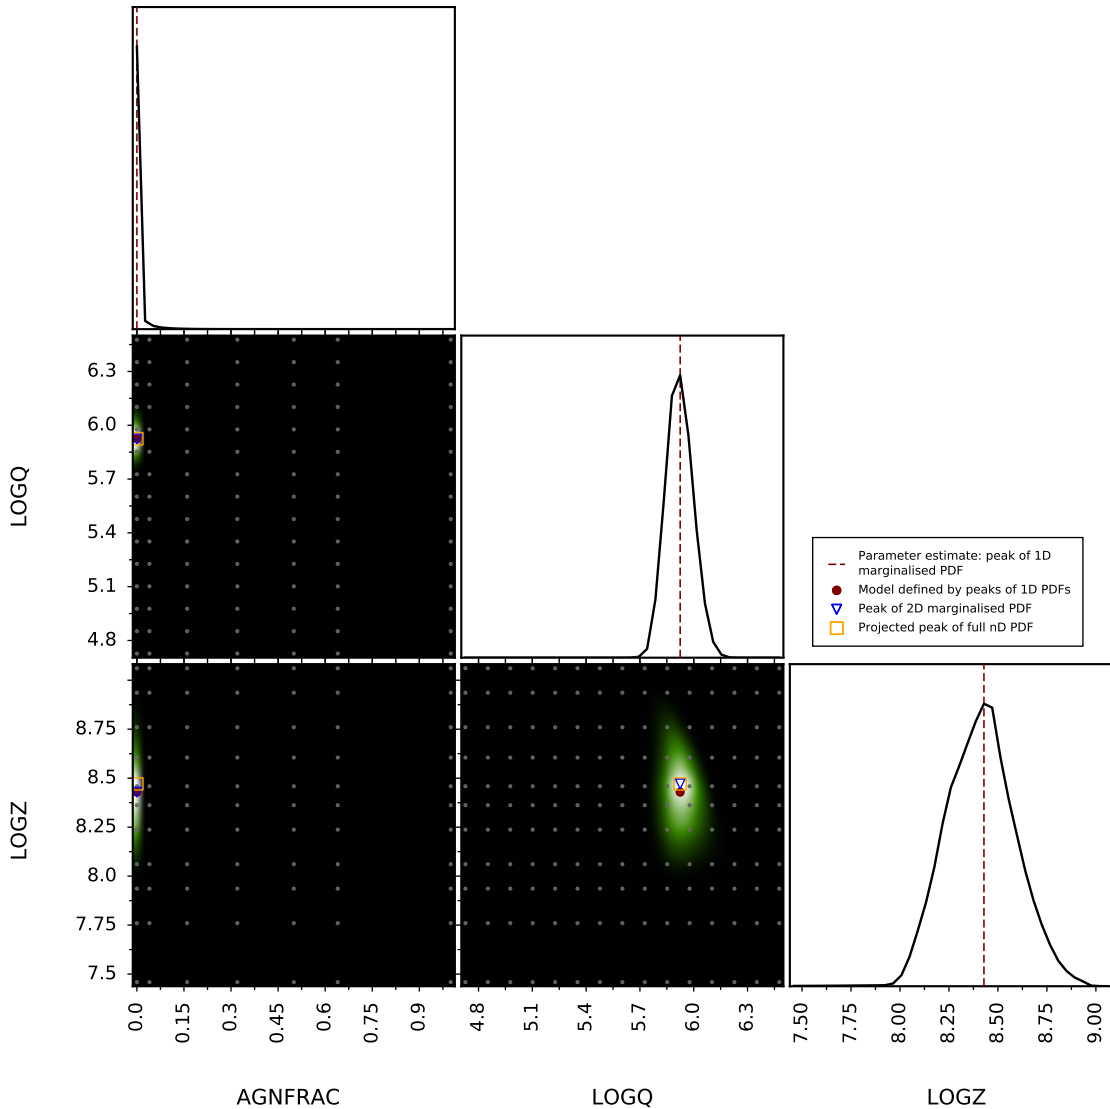 LOGQ
6.3
6.0
5.7
5.4
5.1
4.8
Parameter estimate: peak of 1D
marginalised PDF
Model defined by peaks of 1D PDFs
Peak of 2D marginalised PDF
Projected peak of full nD PDF
LOGZ
8.75
8.5
8.25
8.0
7.75
7.5
0.0 0.15 0.3 0.45 0.6 0.75 0.9
4.8 5.1 5.4 5.7 6.0 6.3
7.50 7.75 8.00 8.25 8.50 8.75 9.00
AGNFRAC
LOGQ
LOGZ